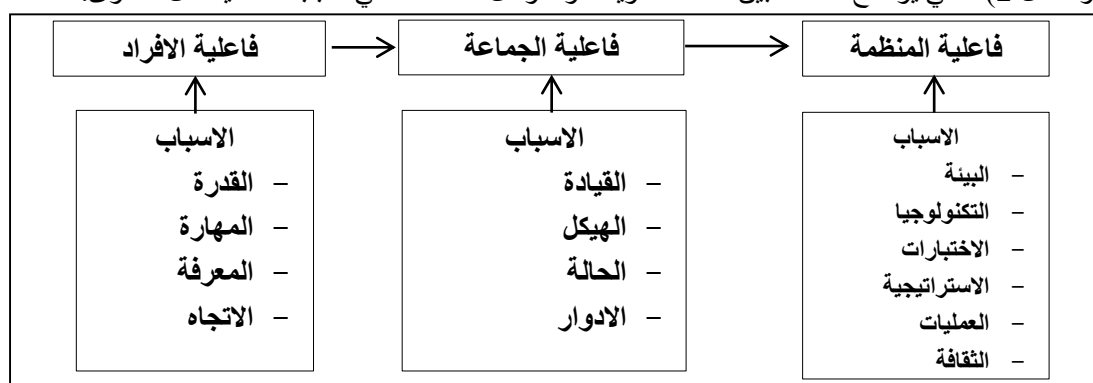 فاعلية الافراد
فاعلية الجماعة
فاعلية المنظمة
الاسباب
- القدرة
- المهارة
- المعرفة
- الاتجاه
الاسباب
- القيادة
- الهيكل
- الحالة
- الادوار
الاسباب
- البيئة
- التكنولوجيا
- الاختبارات
- الاستراتيجية
- العمليات
- الثقافة